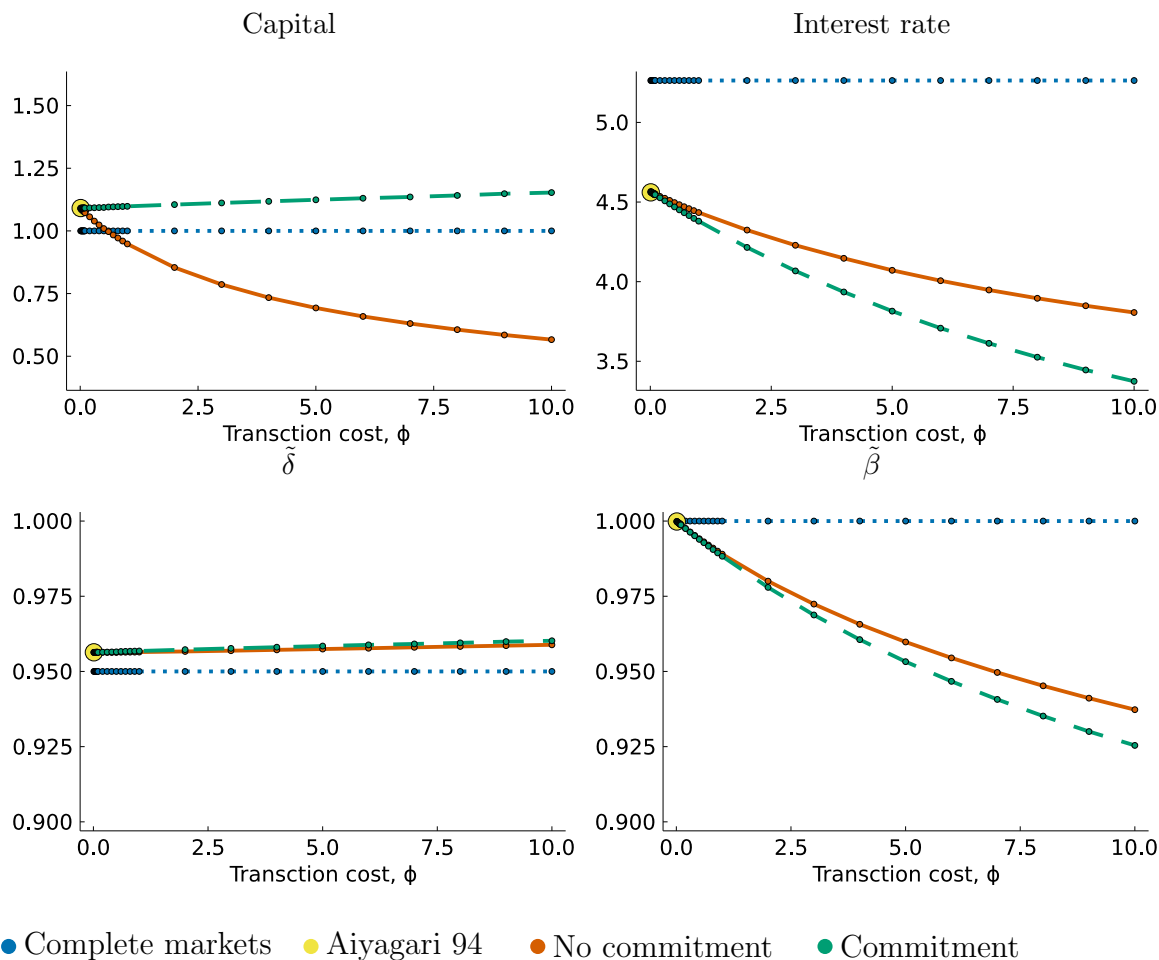 Capital
1.50
1.25
1.00
0.75
0.50
0.0 2.5 5.0 7.5 10.0
Transction cost, ϕ
Interest rate
5.0
4.5
4.0
3.5
0.0 2.5 5.0 7.5 10.0
Transction cost, ϕ
δ̃
1.000
0.975
0.950
0.925
0.900
0.0 2.5 5.0 7.5 10.0
Transction cost, ϕ
β̃
1.000
0.975
0.950
0.925
0.900
0.0 2.5 5.0 7.5 10.0
Transction cost, ϕ
Complete markets Aiyagari 94 No commitment Commitment